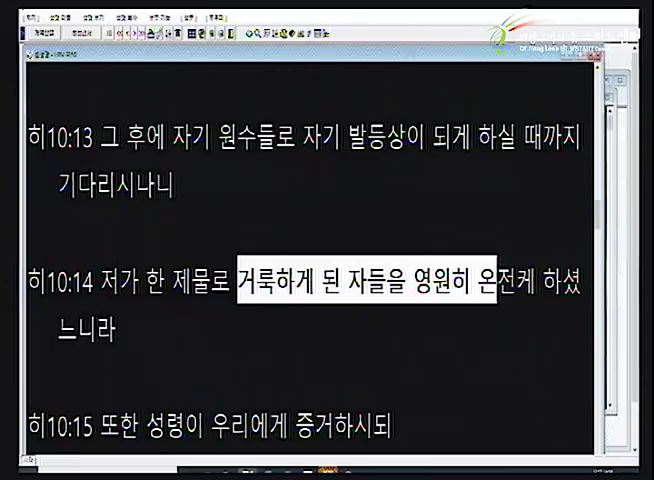 히10:13 그 후에 자기 원수들로 자기 발등상이 되게 하실 때까지
기다리시나니
히10:14 저가 한 제물로 거룩하게 된 자들을 영원히 온전케 하셨
느니라
히10:15 또한 성령이 우리에게 증거하시되